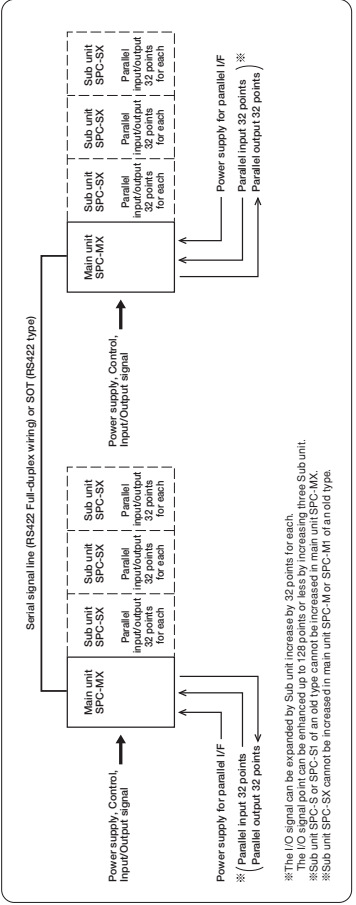 Serial signal line (RS422 Full-duplex wiring) or SOT (RS422 type)
Power supply, Control,
Input/Output signal
Main unit
SPC-MX
Sub unit
SPC-SX
Parallel
input/output
32 points
for each
Sub unit
SPC-SX
Parallel
input/output
32 points
for each
Sub unit
SPC-SX
Parallel
input/output
32 points
for each
Power supply for parallel I/F
※(Parallel input 32 points
Parallel output 32 points
Power supply, Control,
Input/Output signal
Main unit
SPC-MX
Sub unit
SPC-SX
Parallel
input/output
32 points
for each
Sub unit
SPC-SX
Parallel
input/output
32 points
for each
Sub unit
SPC-SX
Parallel
input/output
32 points
for each
Power supply for parallel I/F
Parallel input 32 points
Parallel output 32 points)※
※The I/O signal can be expanded by Sub unit increase by 32 points for each.
The I/O signal point can be enhanced up to 128 points or less by increasing three Sub unit.
※Sub unit SPC-S or SPC-S1 of an old type cannot be increased in main unit SPC-MX.
※Sub unit SPC-SX cannot be increased in main unit SPC-M or SPC-M1 of an old type.